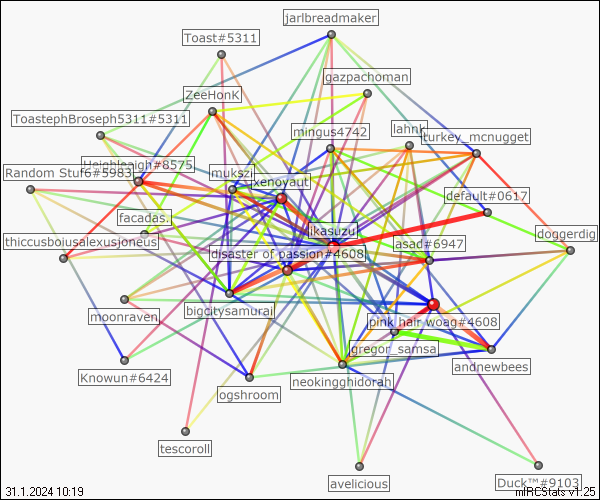 jarlbreadmaker
Toast#5311
gazpachoman
ZeeHonK
ToastephBroseph5311#5311
mingus4742
lahnk
turkey_mcnugget
Heighleaigh#8575
Random Stuf6#5983
mukszi
xenoyaut
default#0617
facadas.
ikasuzu
doggerdig
thiccusboiusalexusjoneus
asad#6947
disaster of passion#4608
moonraven_
bigcitysamurai
pink hair woag#4608
gregor_samsa
andnewbees
Knowun#6424
neokingghidorah
ogshroom
tescoroll
avelicious
Duck™#9103
31.1.2024 10:19
mIRCStats v1.25